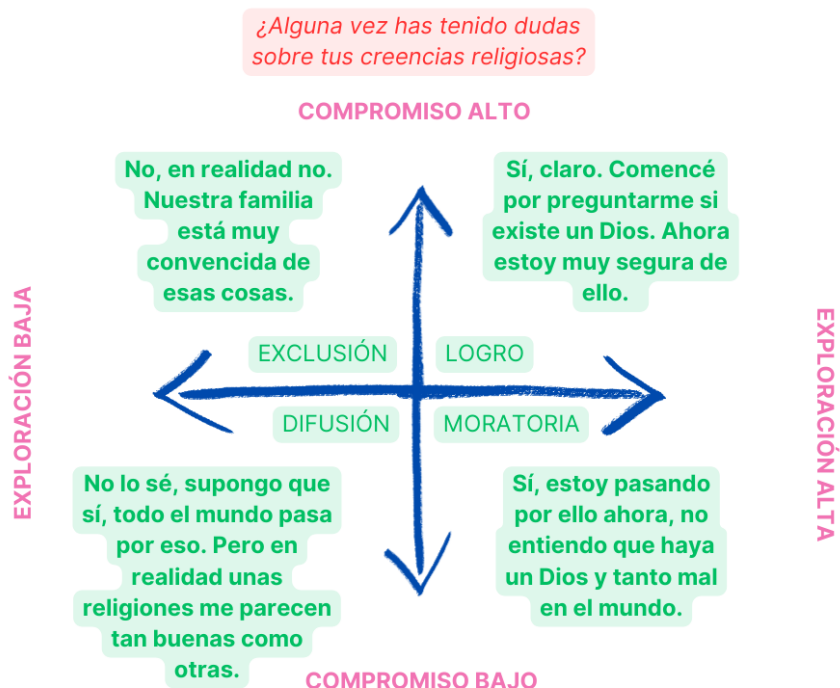 ¿Alguna vez has tenido dudas
sobre tus creencias religiosas?
COMPROMISO ALTO
No, en realidad no.
Nuestra familia
está muy
convencida de
esas cosas.
Sí, claro. Comencé
por preguntarme si
existe un Dios. Ahora
estoy muy segura de
ello.
EXPLORACIÓN BAJA
EXCLUSIÓN
LOGRO
DIFUSIÓN
MORATORIA
EXPLORACIÓN ALTA
No lo sé, supongo que
sí, todo el mundo pasa
por eso. Pero en
realidad unas
religiones me parecen
tan buenas como
otras.
Sí, estoy pasando
por ello ahora, no
entiendo que haya
un Dios y tanto mal
en el mundo.
COMPROMISO BAJO